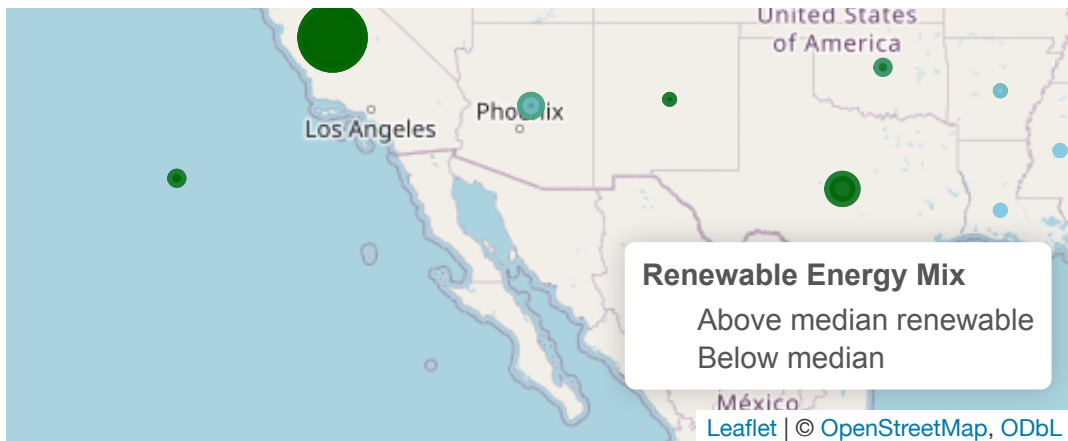 United States
of America
Phoenix
Los Angeles
Renewable Energy Mix
Above median renewable
Below median
México
Leaflet | © OpenStreetMap, ODbL